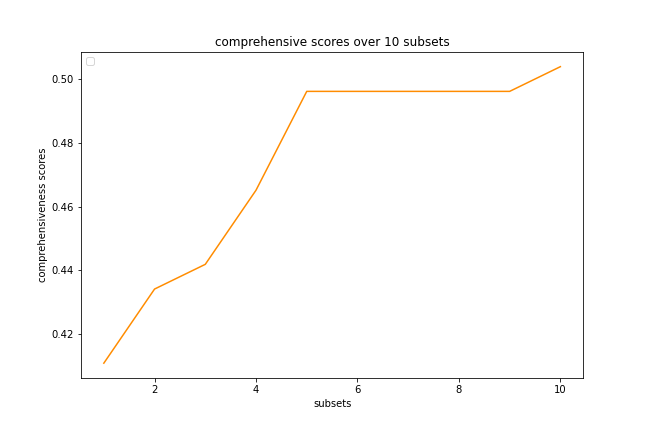 comprehensive scores over 10 subsets
0.50
0.48
0.46
0.44
0.42
comprehensiveness scores
2 4 6 8 10
subsets